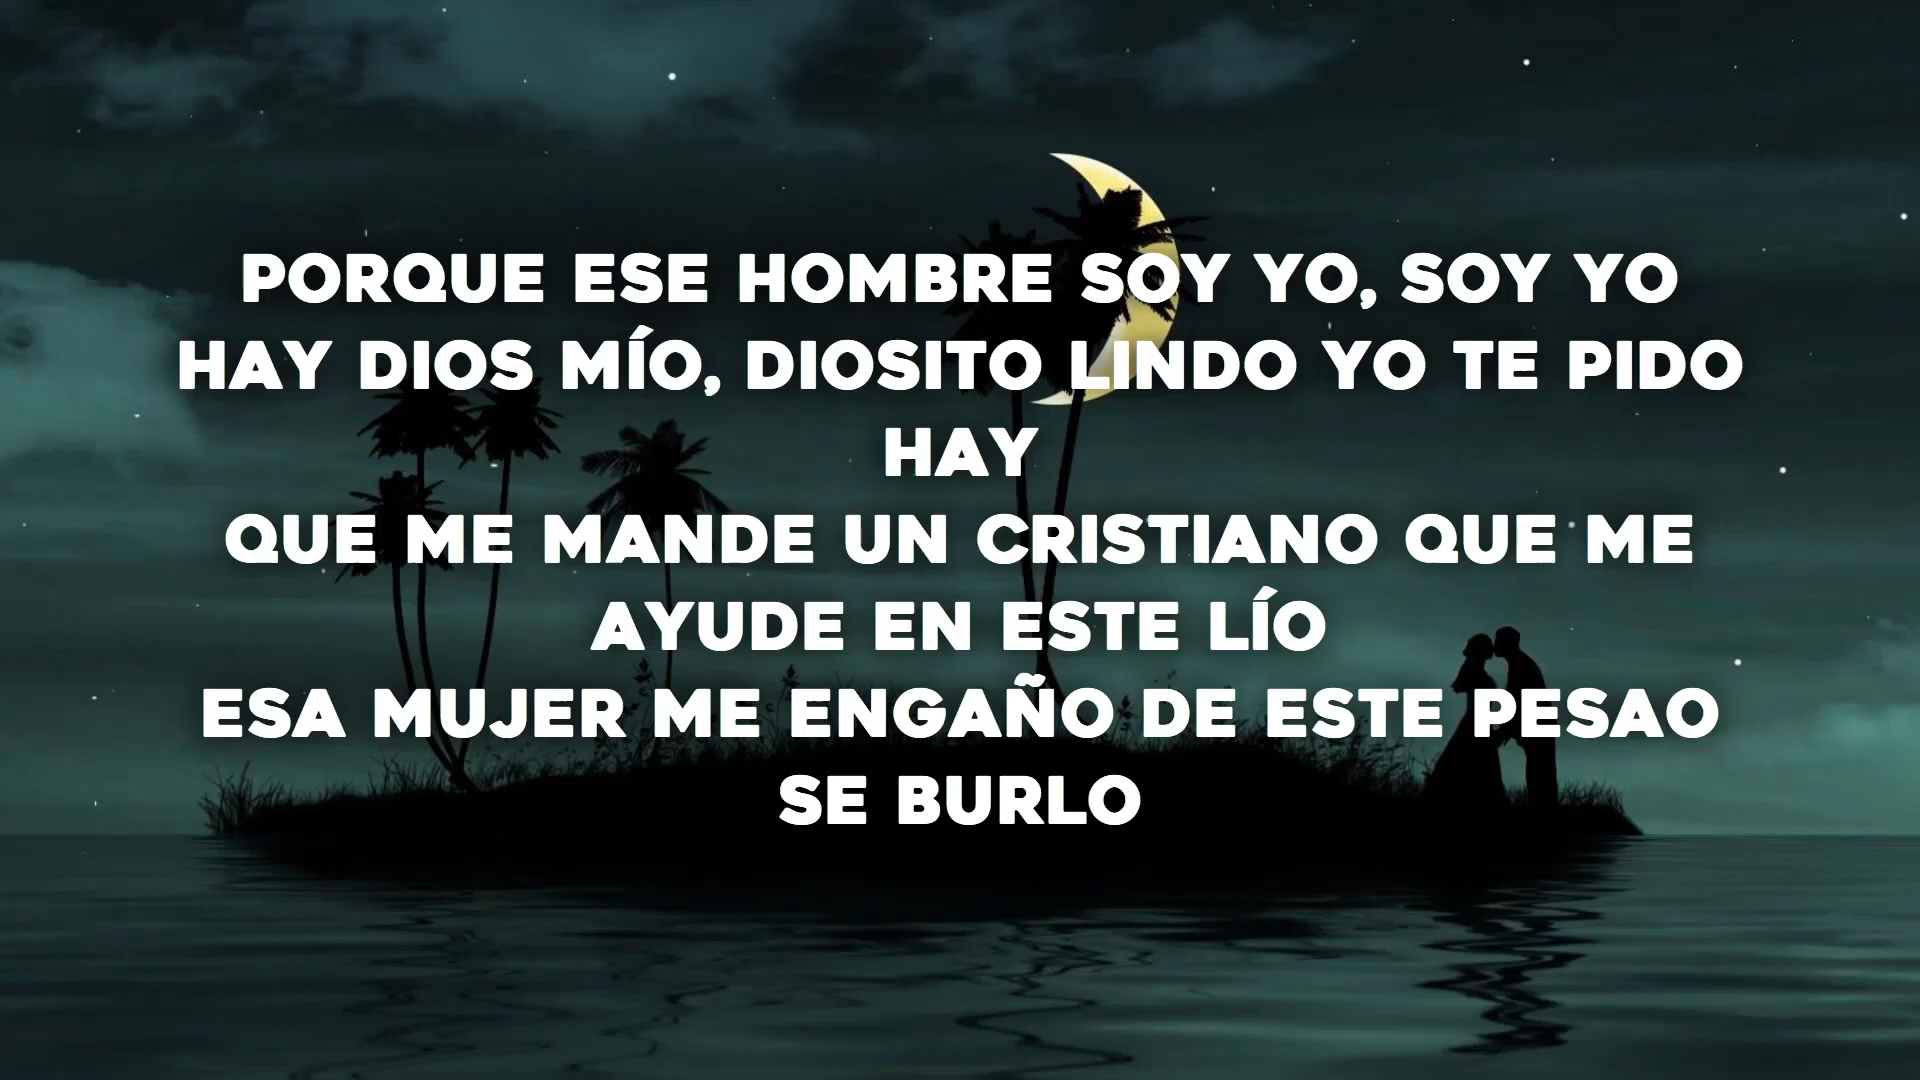 PORQUE ESE HOMBRE SOY YO, SOY YO
HAY DIOS MÍO, DIOSITO LINDO YO TE PIDO
HAY
QUE ME MANDE UN CRISTIANO QUE ME
AYUDE EN ESTE LÍO
ESA MUJER ME ENGAÑO DE ESTE PESAO
SE BURLO